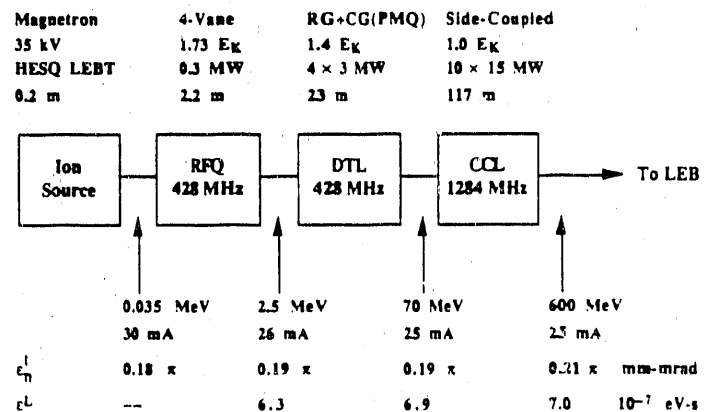 Magnetron 4-Vane RG+CG(PMQ) Side-Coupled
35 kV 1.73 E_K 1.4 E_K 1.0 E_K
HESQ LEBT 0.3 MW 4 × 3 MW 10 × 15 MW
0.2 m 2.2 m 23 m 117 m
Ion Source
RFQ 428 MHz
DTL 428 MHz
CCL 1284 MHz
To LEB
0.035 MeV 2.5 MeV 70 MeV 600 MeV
30 mA 26 mA 25 mA 25 mA
ε_n^t 0.18 π 0.19 π 0.19 π 0.21 π mm-mrad
ε^L -- 6.3 6.9 7.0 10⁻⁷ eV-s